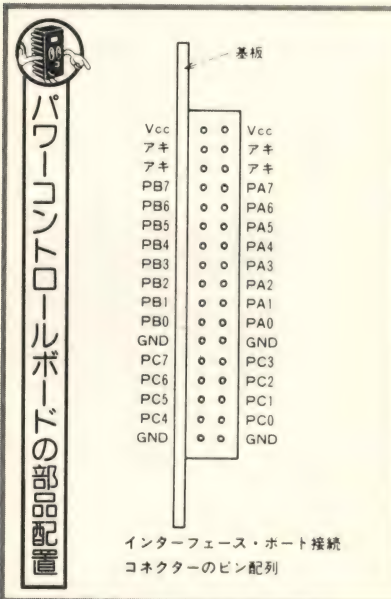 パワーコントロールボードの部品配置
基板
Vcc Vcc
アキ アキ
アキ アキ
PB7 PA7
PB6 PA6
PB5 PA5
PB4 PA4
PB3 PA3
PB2 PA2
PB1 PA1
PB0 PA0
GND GND
PC7 PC3
PC6 PC2
PC5 PC1
PC4 PC0
GND GND
インターフェース・ポート接続
コネクターのピン配列